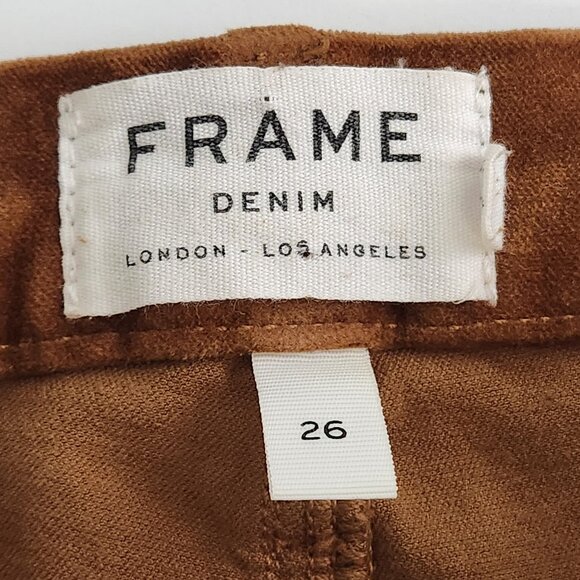 FRAME
DENIM
LONDON - LOS ANGELES
26